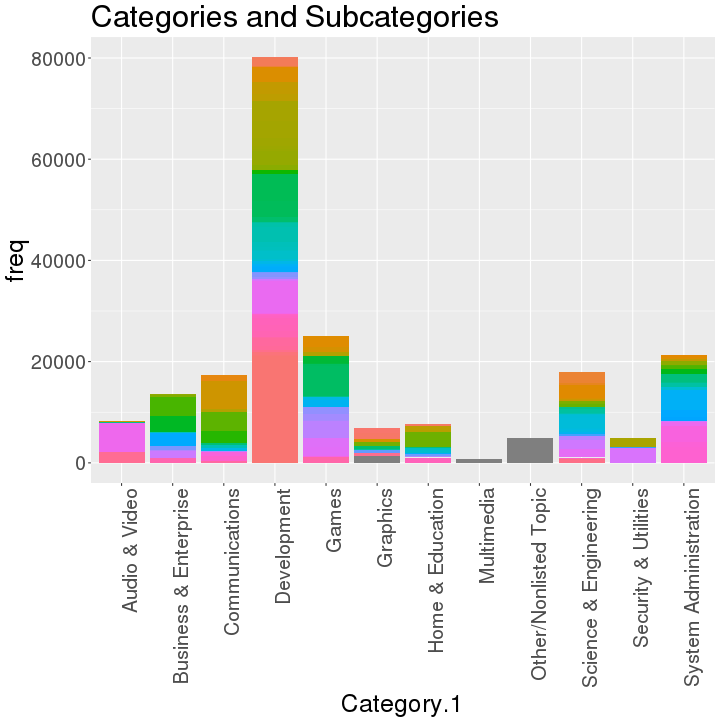 Categories and Subcategories
freq
80000
60000
40000
20000
0
Audio & Video
Business & Enterprise
Communications
Development
Games
Graphics
Home & Education
Multimedia
Other/Nonlisted Topic
Science & Engineering
Security & Utilities
System Administration
Category.1